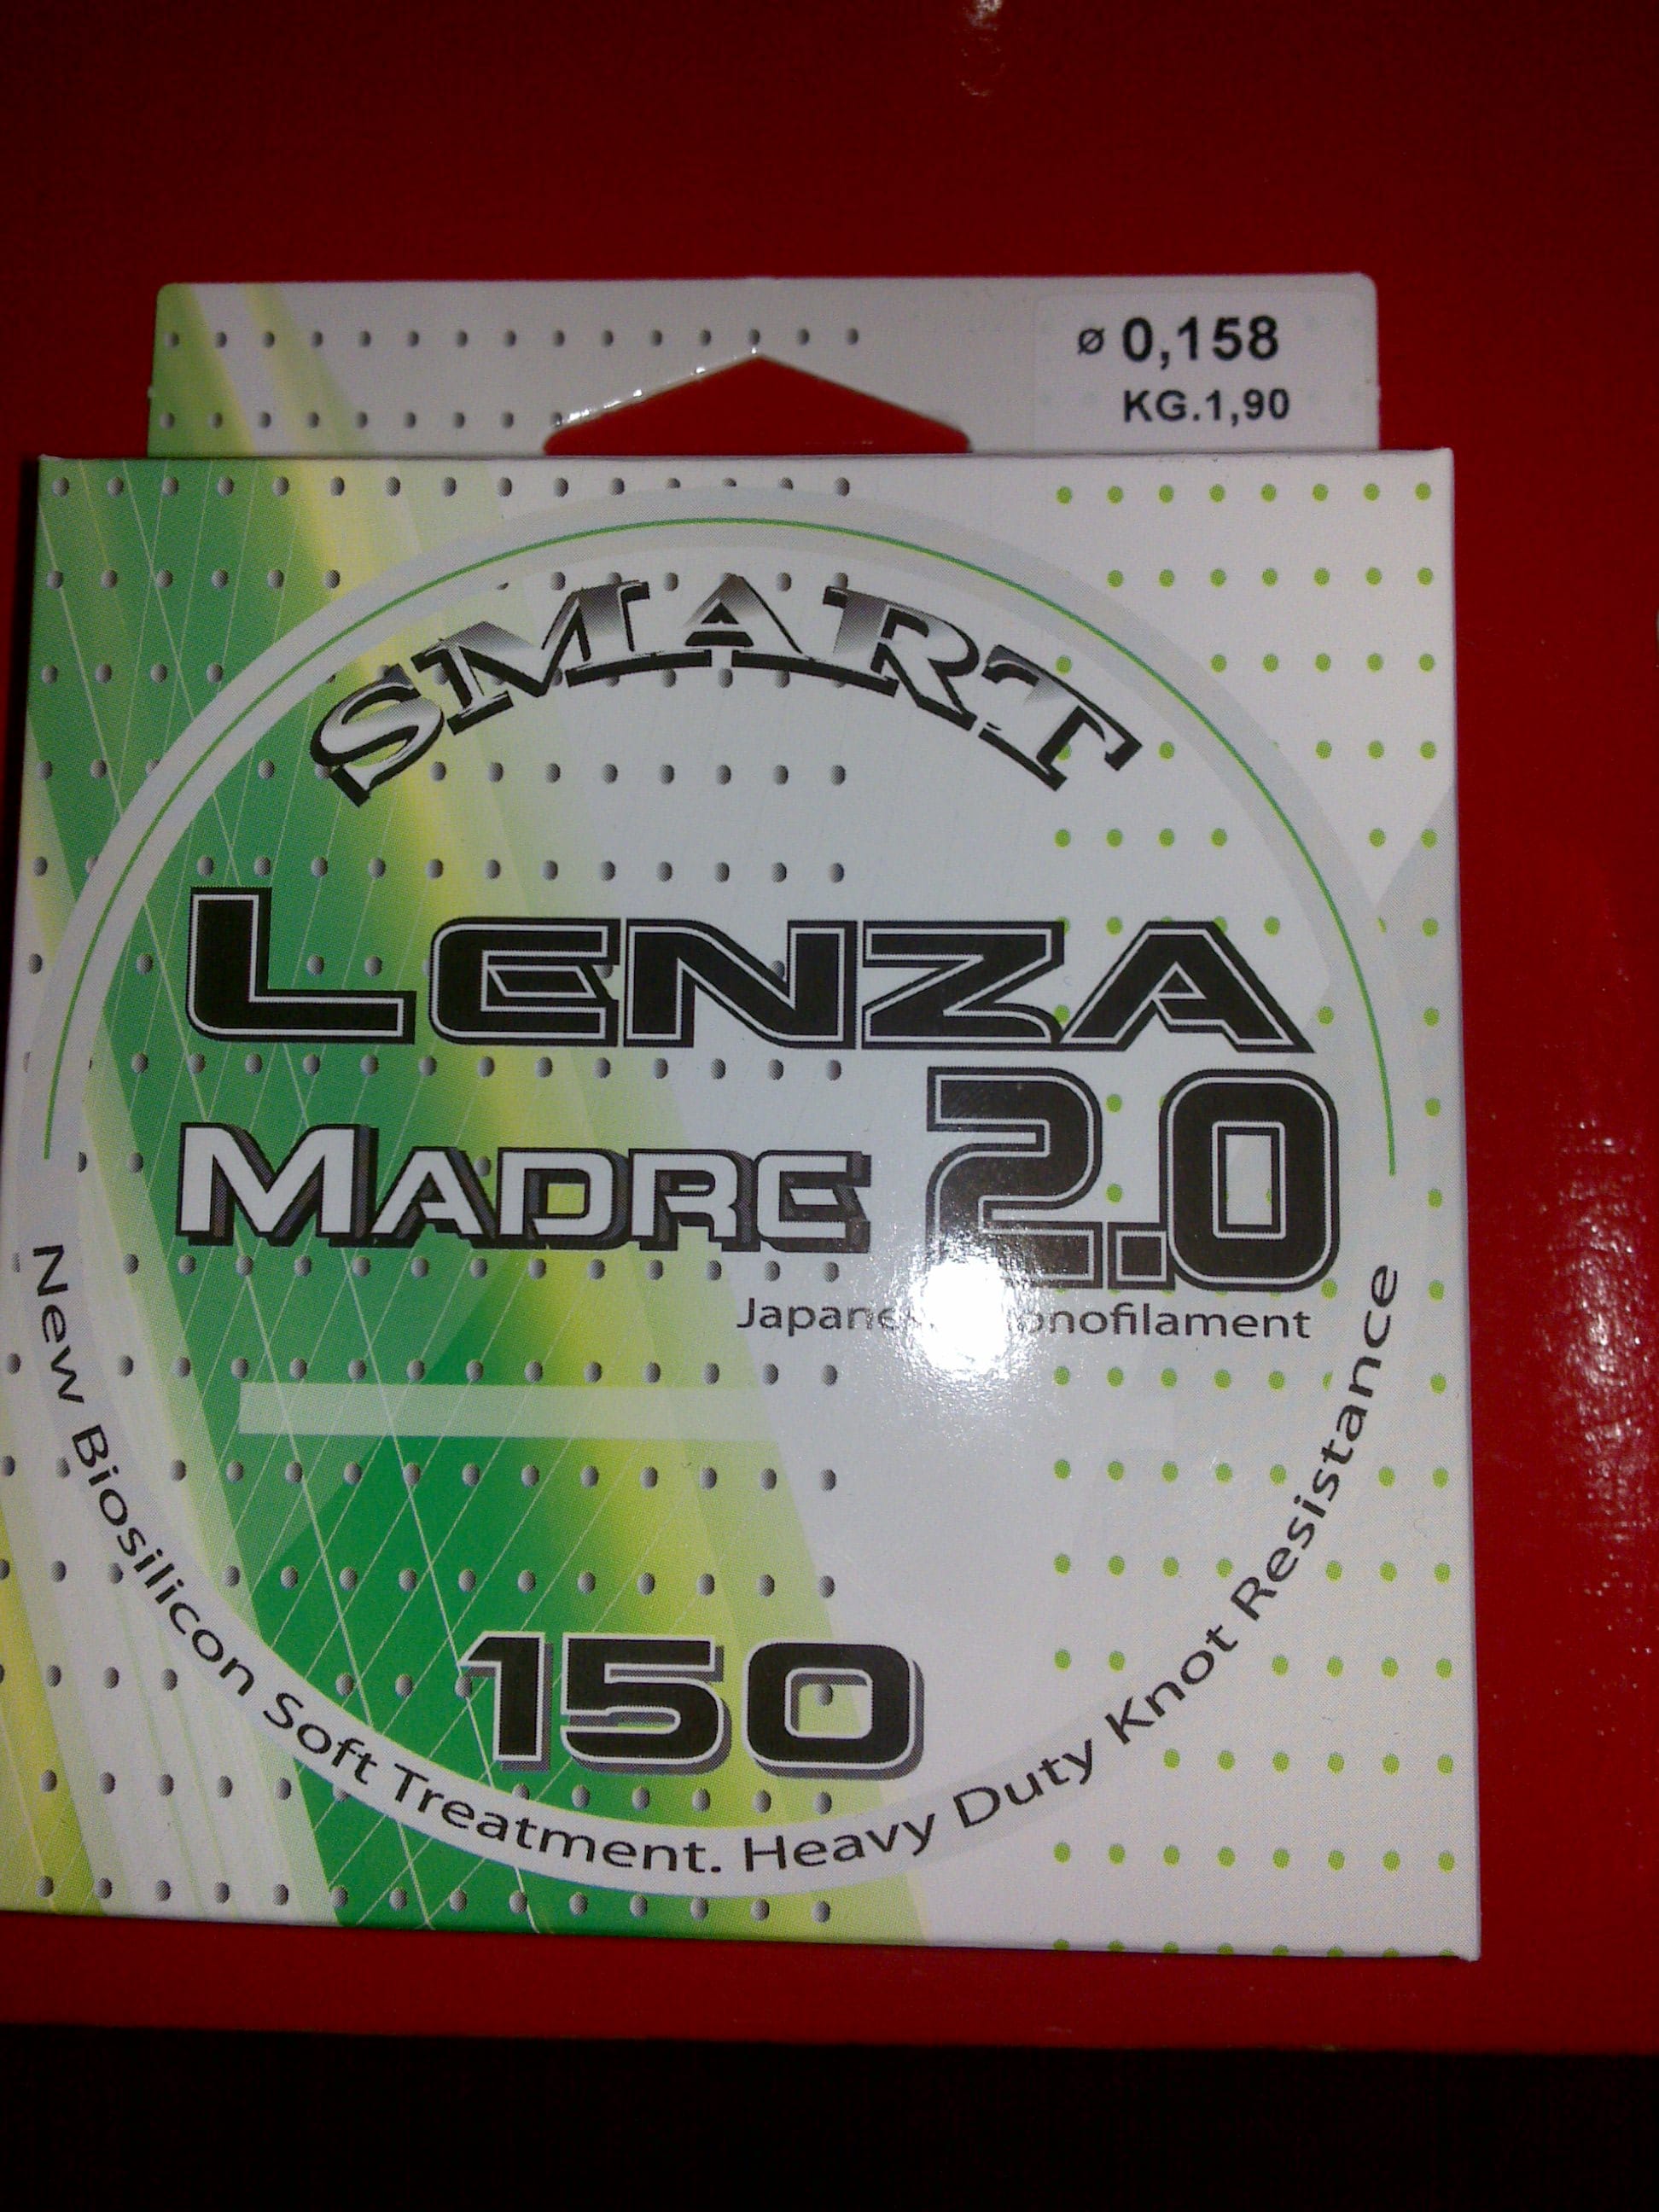 ø 0,158
KG.1,90
SMART
LENZA
MADRE 2.0
New Biosilicon Soft Treatment. Heavy Duty Knot Resistance
150